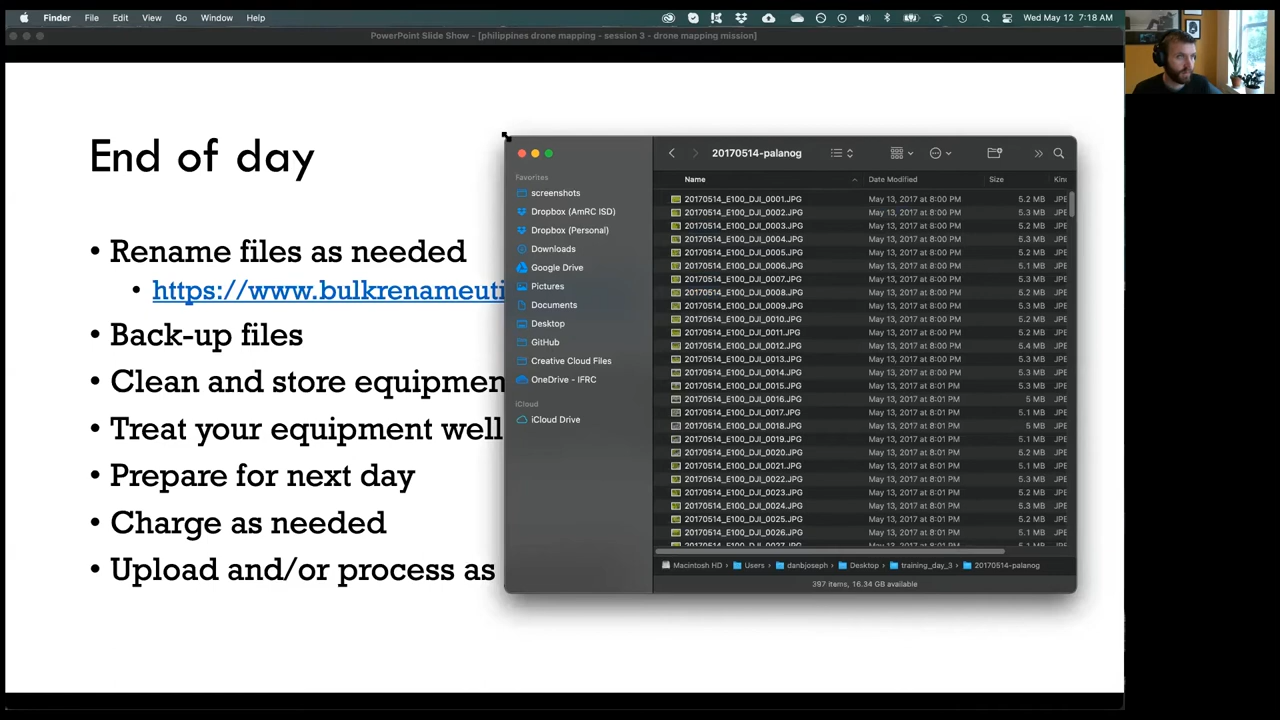 Finder File Edit View Go Window Help Wed May 12 7:18 AM
PowerPoint Slide Show - [philippines drone mapping - session 3 - drone mapping mission]
End of day
• Rename files as needed
• https://www.bulkrenameuti
• Back-up files
• Clean and store equipmen
• Treat your equipment well
• Prepare for next day
• Charge as needed
• Upload and/or process as
20170514-palanog
Favorites
screenshots
Dropbox (AmRC ISD)
Dropbox (Personal)
Downloads
Google Drive
Pictures
Documents
Desktop
GitHub
Creative Cloud Files
OneDrive - IFRC
iCloud
iCloud Drive
Name Date Modified Size Kin
20170514_E100_DJI_0001.JPG May 13, 2017 at 8:00 PM 5.2 MB JPE
20170514_E100_DJI_0002.JPG May 13, 2017 at 8:00 PM 5.3 MB JPE
20170514_E100_DJI_0003.JPG May 13, 2017 at 8:00 PM 5.2 MB JPE
20170514_E100_DJI_0004.JPG May 13, 2017 at 8:00 PM 5.3 MB JPE
20170514_E100_DJI_0005.JPG May 13, 2017 at 8:00 PM 5.2 MB JPE
20170514_E100_DJI_0006.JPG May 13, 2017 at 8:00 PM 5.1 MB JPE
20170514_E100_DJI_0007.JPG May 13, 2017 at 8:00 PM 5.2 MB JPE
20170514_E100_DJI_0008.JPG May 13, 2017 at 8:00 PM 5.2 MB JPE
20170514_E100_DJI_0009.JPG May 13, 2017 at 8:00 PM 5.2 MB JPE
20170514_E100_DJI_0010.JPG May 13, 2017 at 8:00 PM 5.2 MB JPE
20170514_E100_DJI_0011.JPG May 13, 2017 at 8:00 PM 5.2 MB JPE
20170514_E100_DJI_0012.JPG May 13, 2017 at 8:00 PM 5.4 MB JPE
20170514_E100_DJI_0013.JPG May 13, 2017 at 8:00 PM 5.2 MB JPE
20170514_E100_DJI_0014.JPG May 13, 2017 at 8:00 PM 5.2 MB JPE
20170514_E100_DJI_0015.JPG May 13, 2017 at 8:01 PM 5.2 MB JPE
20170514_E100_DJI_0016.JPG May 13, 2017 at 8:01 PM 5 MB JPE
20170514_E100_DJI_0017.JPG May 13, 2017 at 8:01 PM 5.1 MB JPE
20170514_E100_DJI_0018.JPG May 13, 2017 at 8:01 PM 5 MB JPE
20170514_E100_DJI_0019.JPG May 13, 2017 at 8:01 PM 5.1 MB JPE
20170514_E100_DJI_0020.JPG May 13, 2017 at 8:01 PM 5.2 MB JPE
20170514_E100_DJI_0021.JPG May 13, 2017 at 8:01 PM 5.1 MB JPE
20170514_E100_DJI_0022.JPG May 13, 2017 at 8:01 PM 5.3 MB JPE
20170514_E100_DJI_0023.JPG May 13, 2017 at 8:01 PM 5.2 MB JPE
20170514_E100_DJI_0024.JPG May 13, 2017 at 8:01 PM 5.3 MB JPE
20170514_E100_DJI_0025.JPG May 13, 2017 at 8:01 PM 5.2 MB JPE
20170514_E100_DJI_0026.JPG May 13, 2017 at 8:01 PM 5.1 MB JPE
Macintosh HD › Users › danbjoseph › Desktop › training_day_3 › 20170514-palanog
397 items, 16.34 GB available